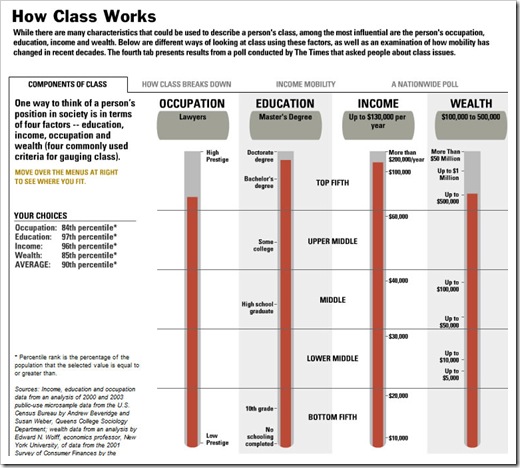 How Class Works
While there are many characteristics that could be used to describe a person's class, among the most influential are the person's occupation,
education, income and wealth. Below are different ways of looking at class using these factors, as well as an examination of how mobility has
changed in recent decades. The fourth tab presents results from a poll conducted by The Times that asked people about class issues.
COMPONENTS OF CLASS
HOW CLASS BREAKS DOWN
INCOME MOBILITY
A NATIONWIDE POLL
One way to think of a person's
position in society is in terms
of four factors -- education,
income, occupation and
wealth (four commonly used
criteria for gauging class).
MOVE OVER THE MENUS AT RIGHT
TO SEE WHERE YOU FIT.
YOUR CHOICES
Occupation: 84th percentile*
Education: 97th percentile*
Income: 96th percentile*
Wealth: 85th percentile*
AVERAGE: 90th percentile*
* Percentile rank is the percentage of the
population that the selected value is equal to
or greater than.
Sources: Income, education and occupation
data from an analysis of 2000 and 2003
public-use microsample data from the U.S.
Census Bureau by Andrew Beveridge and
Susan Weber, Queens College Sociology
Department; wealth data from an analysis by
Edward N. Wolff, economics professor, New
York University, of data from the 2001
Survey of Consumer Finances by the
OCCUPATION
Lawyers
High
Prestige
Low
Prestige
EDUCATION
Master's Degree
Doctorate
degree
Bachelor's
degree
Some
college
High school
graduate
10th grade
No
schooling
completed
TOP FIFTH
UPPER MIDDLE
MIDDLE
LOWER MIDDLE
BOTTOM FIFTH
INCOME
Up to $130,000 per
year
More than
$200,000/year
$100,000
$60,000
$40,000
$30,000
$20,000
$10,000
WEALTH
$100,000 to 500,000
More Than
$50 Million
Up to $1
Million
Up to
$500,000
Up to
$100,000
Up to
$50,000
Up to
$10,000
Up to
$5,000